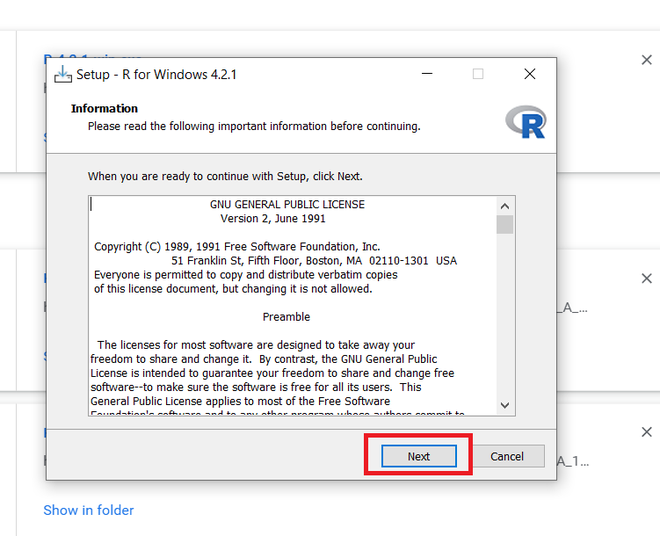 Setup - R for Windows 4.2.1
Information
Please read the following important information before continuing.
R
When you are ready to continue with Setup, click Next.
GNU GENERAL PUBLIC LICENSE
Version 2, June 1991
Copyright (C) 1989, 1991 Free Software Foundation, Inc.
51 Franklin St, Fifth Floor, Boston, MA  02110-1301  USA
Everyone is permitted to copy and distribute verbatim copies
of this license document, but changing it is not allowed.
Preamble
The licenses for most software are designed to take away your
freedom to share and change it.  By contrast, the GNU General Public
License is intended to guarantee your freedom to share and change free
software--to make sure the software is free for all its users.  This
General Public License applies to most of the Free Software
Foundation's software and to any other program whose authors commit to
_A_...
A_1...
Next
Cancel
Show in folder